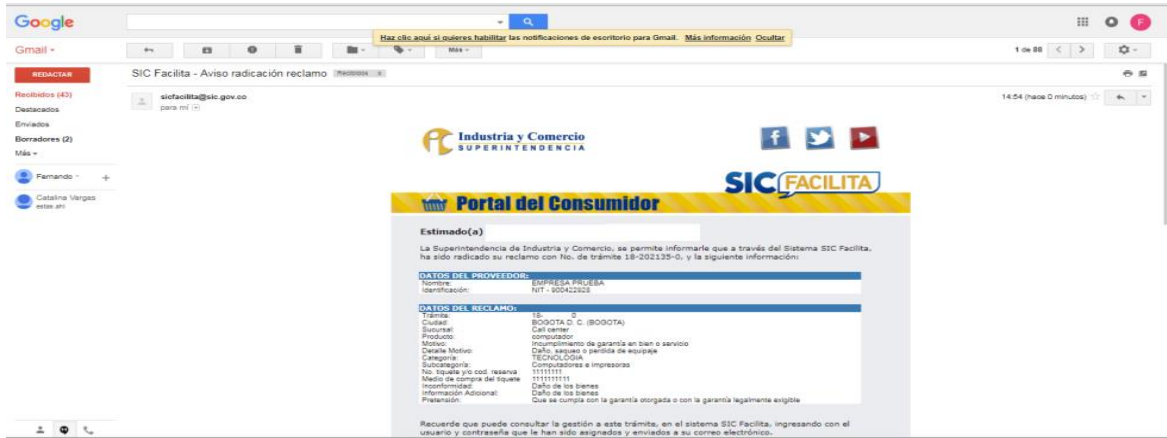 Google
Haz clic aquí si quieres habilitar las notificaciones de escritorio para Gmail. Más información Ocultar
F
Gmail
Más
1 de 88
REDACTAR
SIC Facilita - Aviso radicación reclamo Recibidos x
Recibidos (43)
Destacados
Enviados
Borradores (2)
Más
Fernando
+
Catalina Vargas
estas ahí
sicfacilita@sic.gov.co
para mí
14:54 (hace 0 minutos)
Industria y Comercio
SUPERINTENDENCIA
SIC FACILITA
Portal del Consumidor
Estimado(a)
La Superintendencia de Industria y Comercio, se permite informarle que a través del Sistema SIC Facilita,
ha sido radicado su reclamo con No. de trámite 18-202135-0, y la siguiente información:
DATOS DEL PROVEEDOR:
Nombre: EMPRESA PRUEBA
Identificación: NIT - 900422928
DATOS DEL RECLAMO:
Trámite: 18- 0
Ciudad: BOGOTA D. C. (BOGOTA)
Sucursal: Call center
Producto: computador
Motivo: Incumplimiento de garantía en bien o servicio
Detalle Motivo: Daño, saqueo o perdida de equipaje
Categoría: TECNOLOGIA
Subcategoría: Computadores e impresoras
No. tiquete y/o cod. reserva 11111111
Medio de compra del tiquete 1111111111
Inconformidad: Daño de los bienes
Información Adicional: Daño de los bienes
Pretensión: Que se cumpla con la garantía otorgada o con la garantía legalmente exigible
Recuerde que puede consultar la gestión a este trámite, en el sistema SIC Facilita, ingresando con el
usuario y contraseña que le han sido asignados y enviados a su correo electrónico.